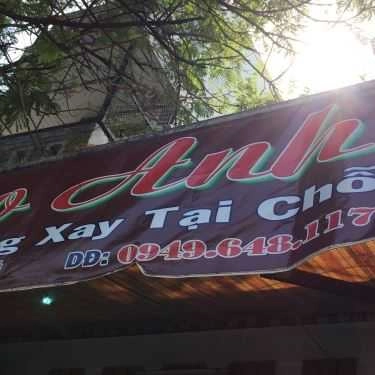 Anh
Xay Tại Chỗ
DĐ: 0949.648.117